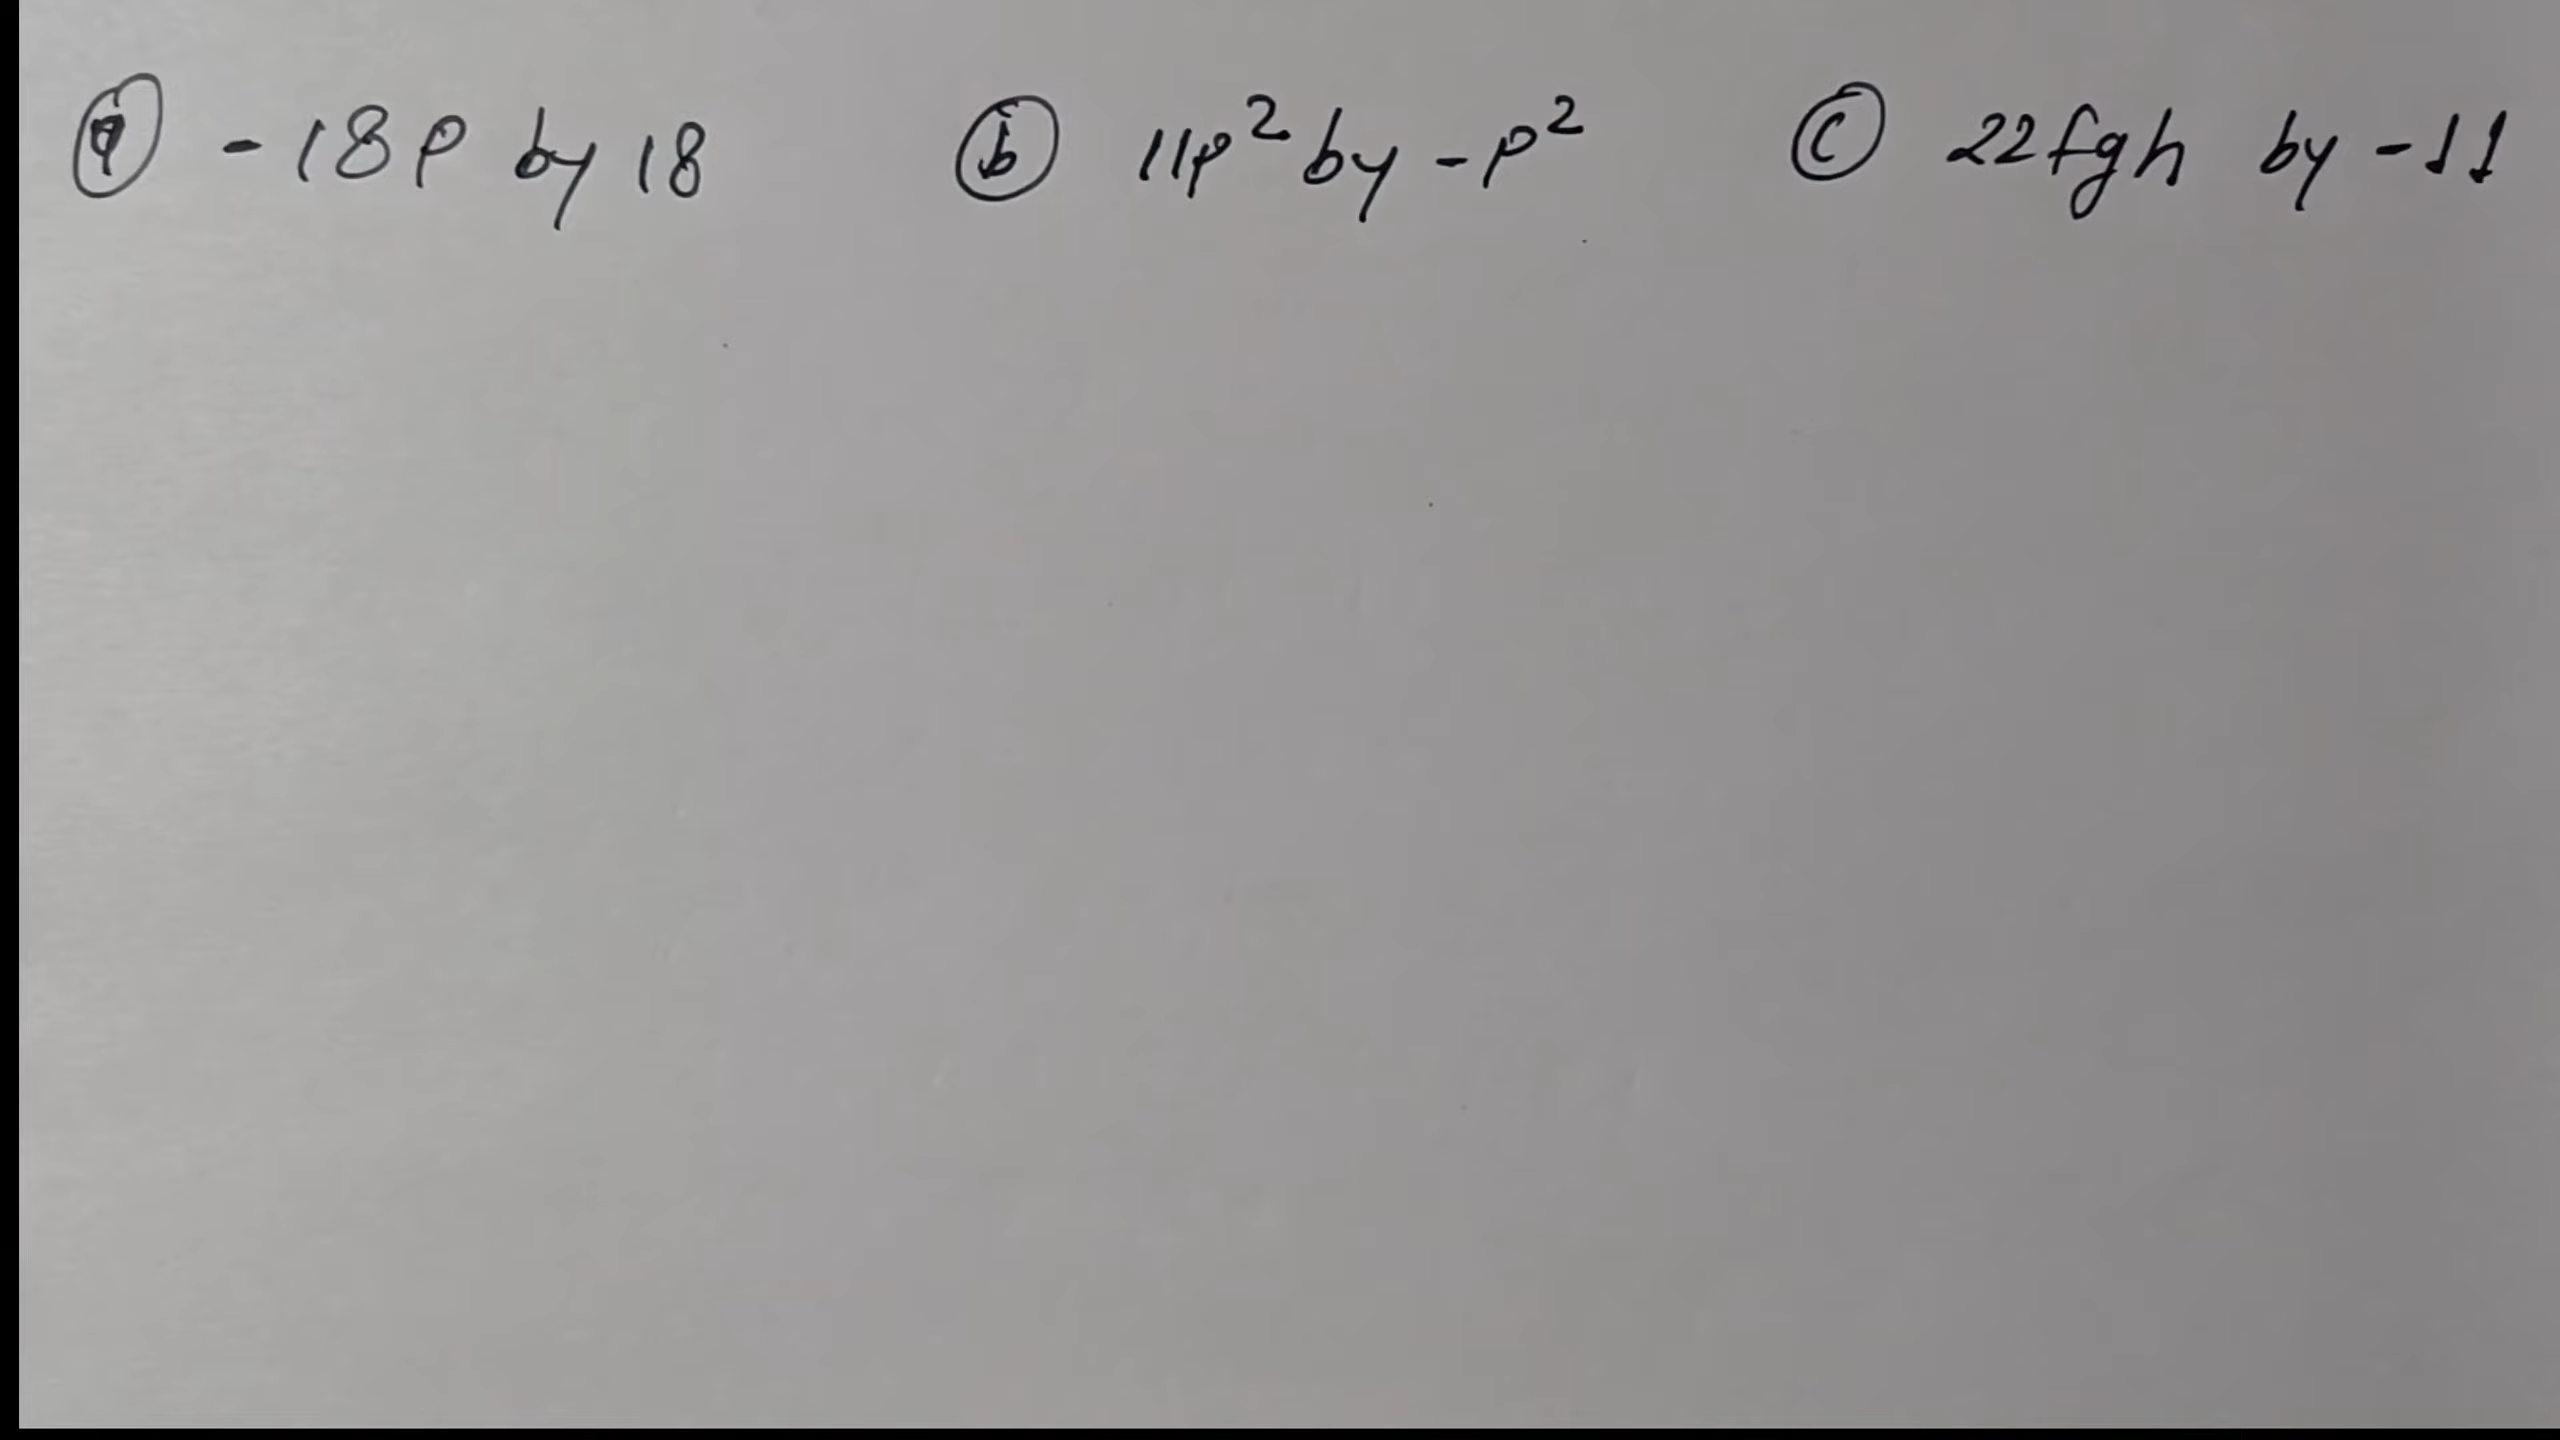 ⓐ -18p by 18 ⓑ 11p² by -p² ⓒ 22fgh by -11